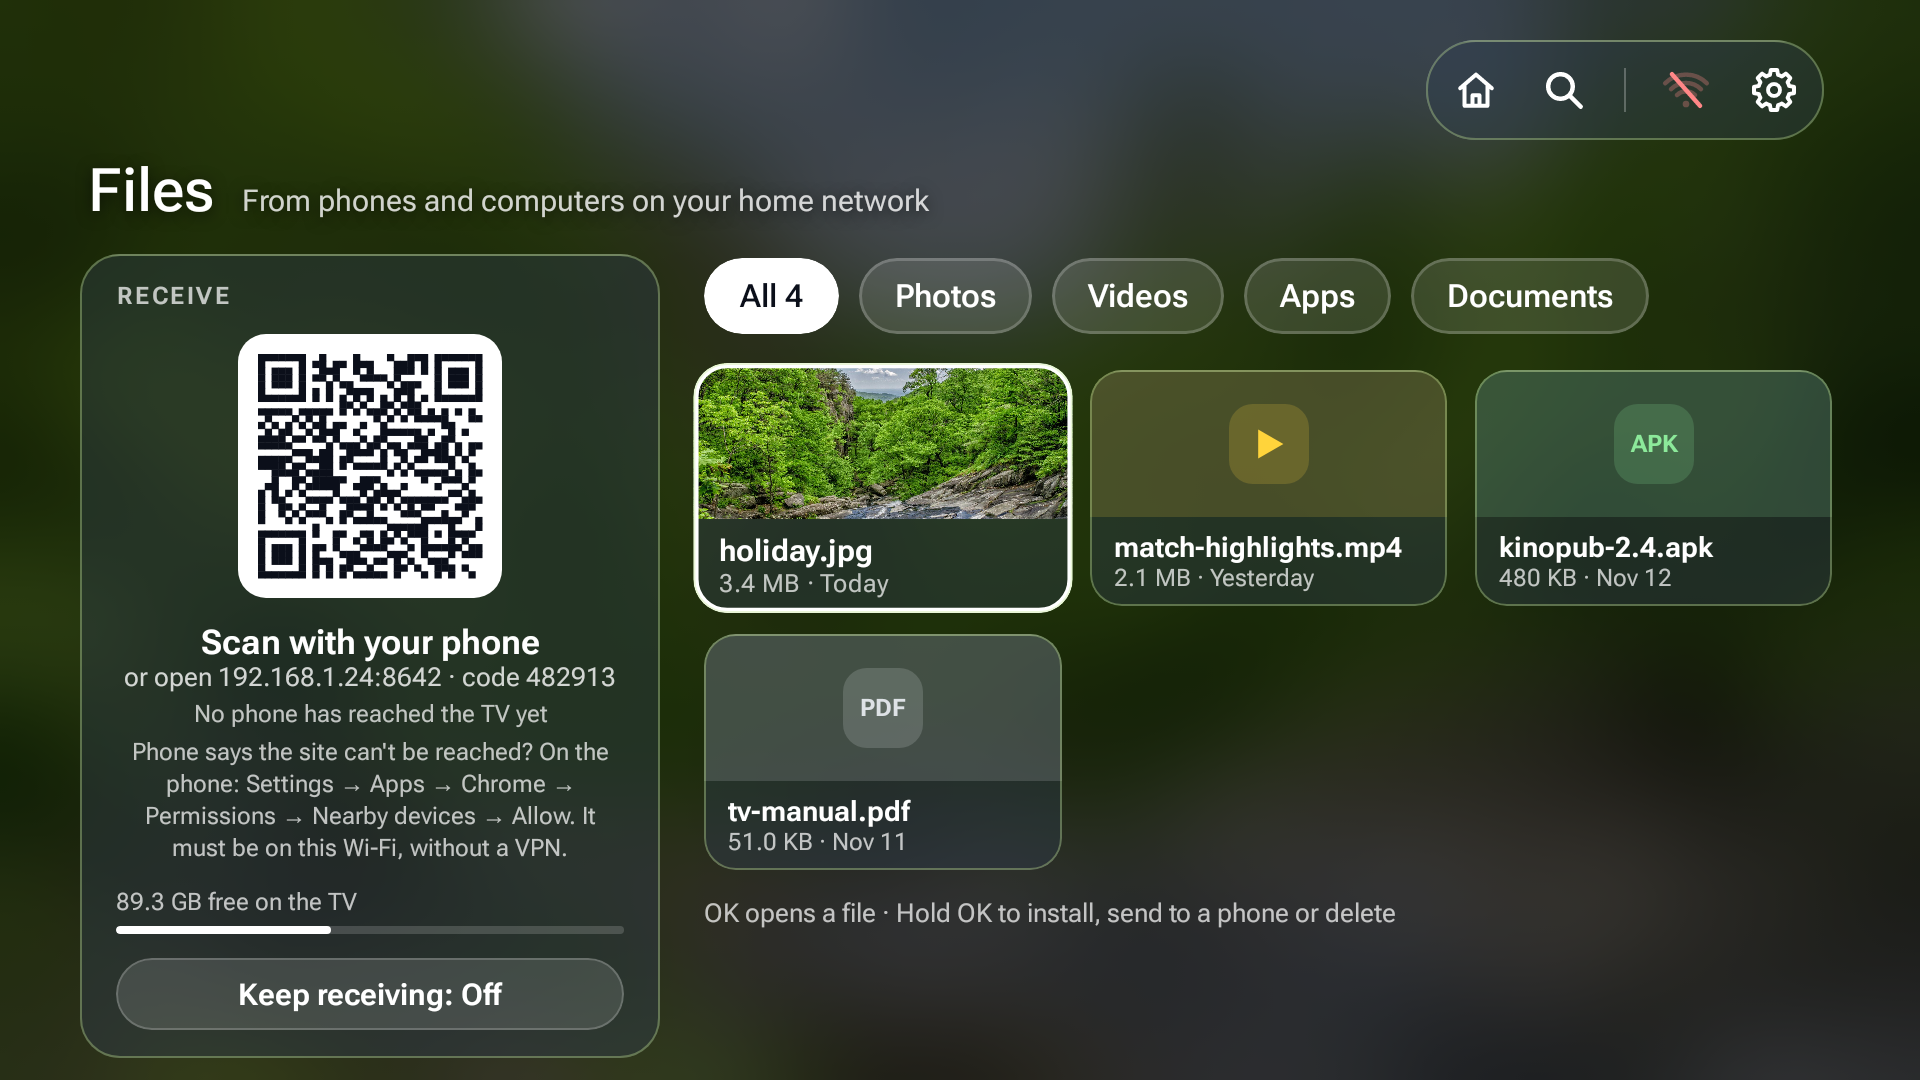 Files
From phones and computers on your home network
RECEIVE
Scan with your phone
or open 192.168.1.24:8642 · code 482913
No phone has reached the TV yet
Phone says the site can't be reached? On the
phone: Settings → Apps → Chrome →
Permissions → Nearby devices → Allow. It
must be on this Wi-Fi, without a VPN.
89.3 GB free on the TV
Keep receiving: Off
All 4
Photos
Videos
Apps
Documents
holiday.jpg
3.4 MB · Today
match-highlights.mp4
2.1 MB · Yesterday
APK
kinopub-2.4.apk
480 KB · Nov 12
PDF
tv-manual.pdf
51.0 KB · Nov 11
OK opens a file · Hold OK to install, send to a phone or delete